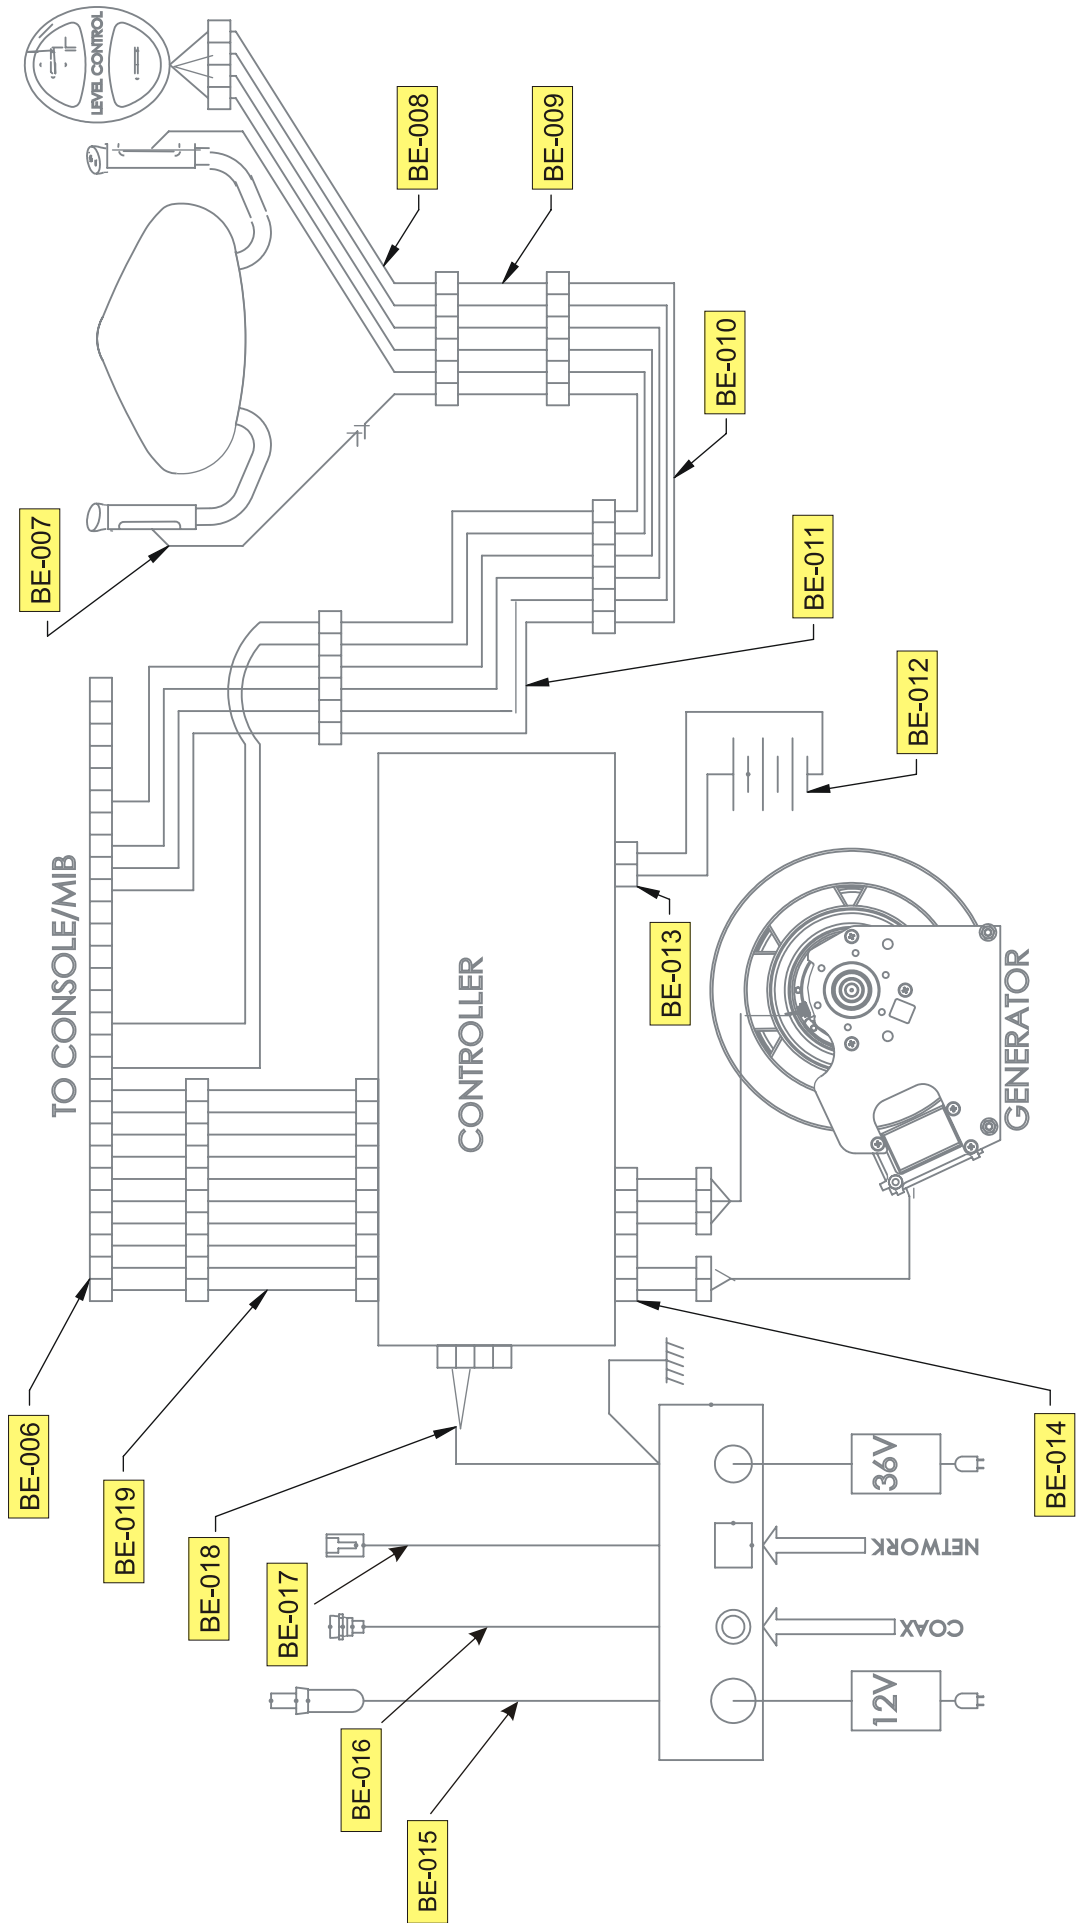 BE-006
BE-019
BE-018
BE-017
BE-016
BE-015
TO CONSOLE/MIB
BE-007
LEVEL CONTROL
BE-008
BE-009
BE-010
BE-011
BE-012
BE-013
BE-014
CONTROLLER
GENERATOR
36V
NETWORK
COAX
12V